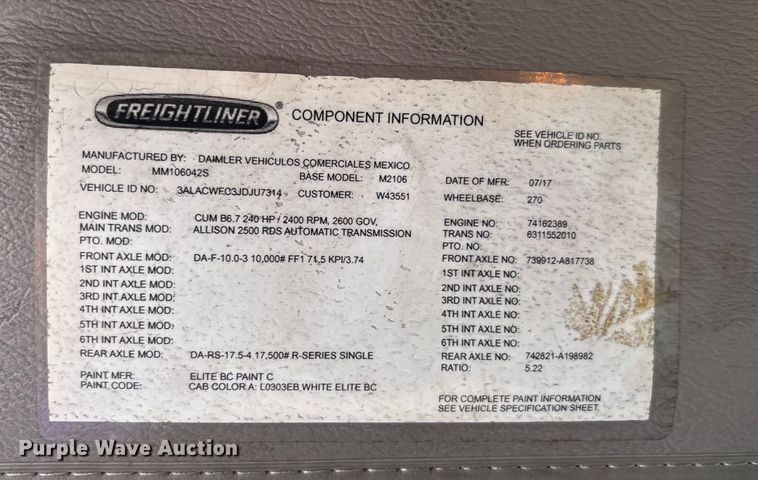 FREIGHTLINER ® COMPONENT INFORMATION
SEE VEHICLE ID NO.
WHEN ORDERING PARTS
MANUFACTURED BY: DAIMLER VEHICULOS COMERCIALES MEXICO
MODEL: MM106042S BASE MODEL: M2106 DATE OF MFR: 07/17
VEHICLE ID NO: 3ALACWFC3JDJU7314 CUSTOMER: W43551 WHEELBASE: 270
ENGINE MOD: CUM B6.7 240 HP / 2400 RPM, 2600 GOV, ENGINE NO: 74162389
MAIN TRANS MOD: ALLISON 2500 RDS AUTOMATIC TRANSMISSION TRANS NO: 6311552010
PTO. MOD: PTO. NO:
FRONT AXLE MOD: DA-F-10.0-3 10,000# FF1 71.5 KPI/3.74 FRONT AXLE NO: 739912-A817738
1ST INT AXLE MOD: 1ST INT AXLE NO:
2ND INT AXLE MOD: 2ND INT AXLE NO:
3RD INT AXLE MOD: 3RD INT AXLE NO:
4TH INT AXLE MOD: 4TH INT AXLE NO:
5TH INT AXLE MOD: 5TH INT AXLE NO:
6TH INT AXLE MOD: 6TH INT AXLE NO:
REAR AXLE MOD: DA-RS-17.5-4 17,500# R-SERIES SINGLE REAR AXLE NO: 742821-A198982
RATIO: 5.22
PAINT MFR: ELITE BC PAINT C
PAINT CODE: CAB COLOR A: L0303EB WHITE ELITE BC
FOR COMPLETE PAINT INFORMATION
SEE VEHICLE SPECIFICATION SHEET.
Purple Wave Auction